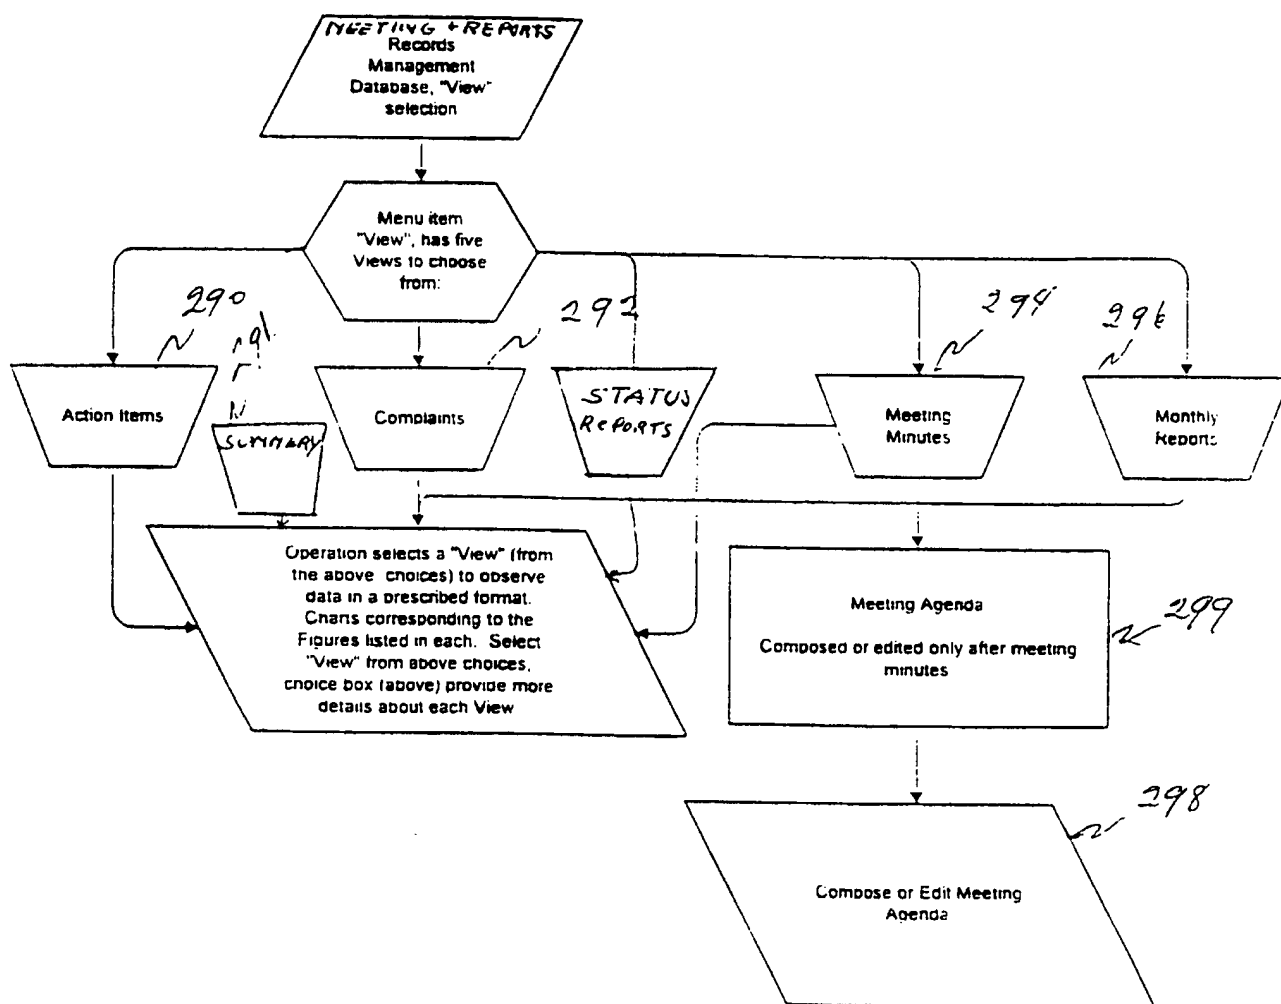 MEETING + REPORTS
Records
Management
Database, "View"
selection
Menu item
"View", has five
Views to choose
from:
290
292
294
296
Action Items
SUMMARY
Complaints
STATUS
REPORTS
Meeting
Minutes
Monthly
Reports
Operation selects a "View" (from
the above choices) to observe
data in a prescribed format.
Charts corresponding to the
Figures listed in each. Select
"View" from above choices,
choice box (above) provide more
details about each View
Meeting Agenda
Composed or edited only after meeting
minutes
299
298
Compose or Edit Meeting
Agenda